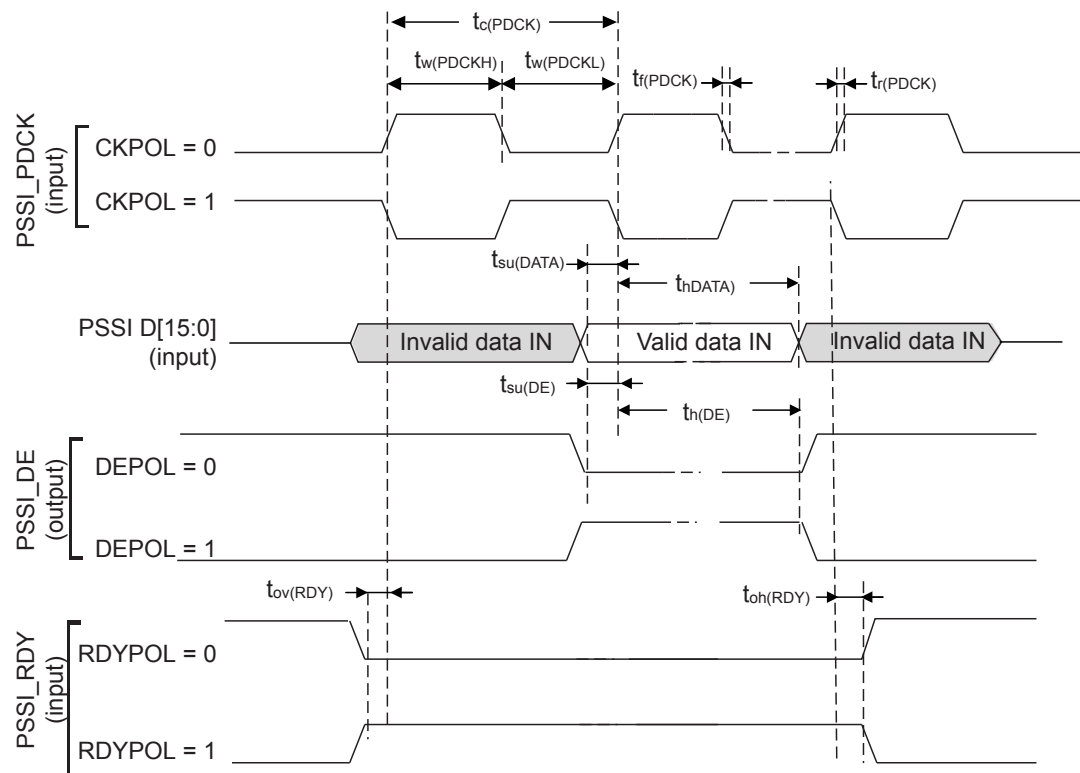 tc(PDCK)
tw(PDCKH) tw(PDCKL) tf(PDCK) tr(PDCK)
PSSI_PDCK
(input)
CKPOL = 0
CKPOL = 1
tsu(DATA) thDATA)
PSSI D[15:0]
(input)
Invalid data IN Valid data IN Invalid data IN
tsu(DE) th(DE)
PSSI_DE
(output)
DEPOL = 0
DEPOL = 1
tov(RDY) toh(RDY)
PSSI_RDY
(input)
RDYPOL = 0
RDYPOL = 1